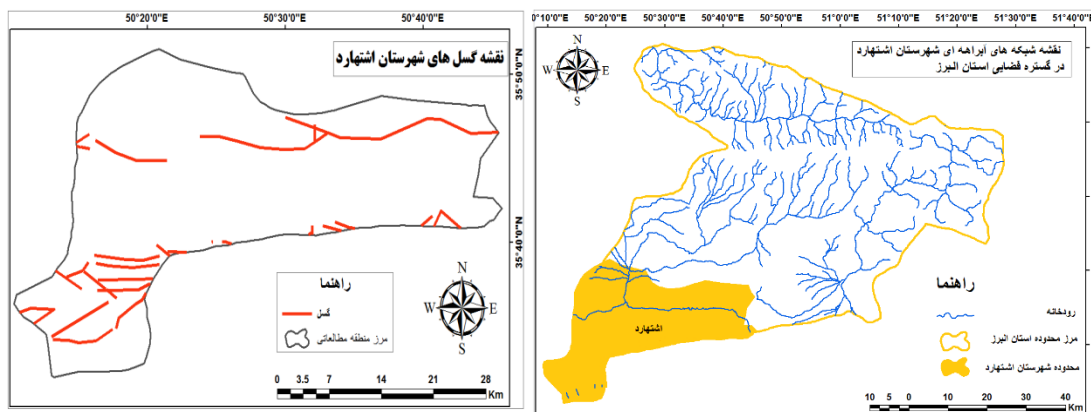 50°20'0"E
50°40'0"E
نقشه گسل های شهرستان اشتهارد
35°50'0"N
35°40'0"N
راهنما
گسل
مرز منطقه مطالعاتی
N
W
E
S
0 3.5 7 14 21 28
Km
0°10'0"E 50°20'0"E 50°30'0"E 50°40'0"E 50°50'0"E 51°0'0"E 51°10'0"E 51°20'0"E 51°30'0"E 51°40'0"E
نقشه شبکه های آبراهه ای شهرستان اشتهارد
در گستره فضایی استان البرز
N
W
E
S
اشتهارد
راهنما
رودخانه
مرز محدوده استان البرز
محدوده شهرستان اشتهارد
10 5 0 10 20 30 40
Km